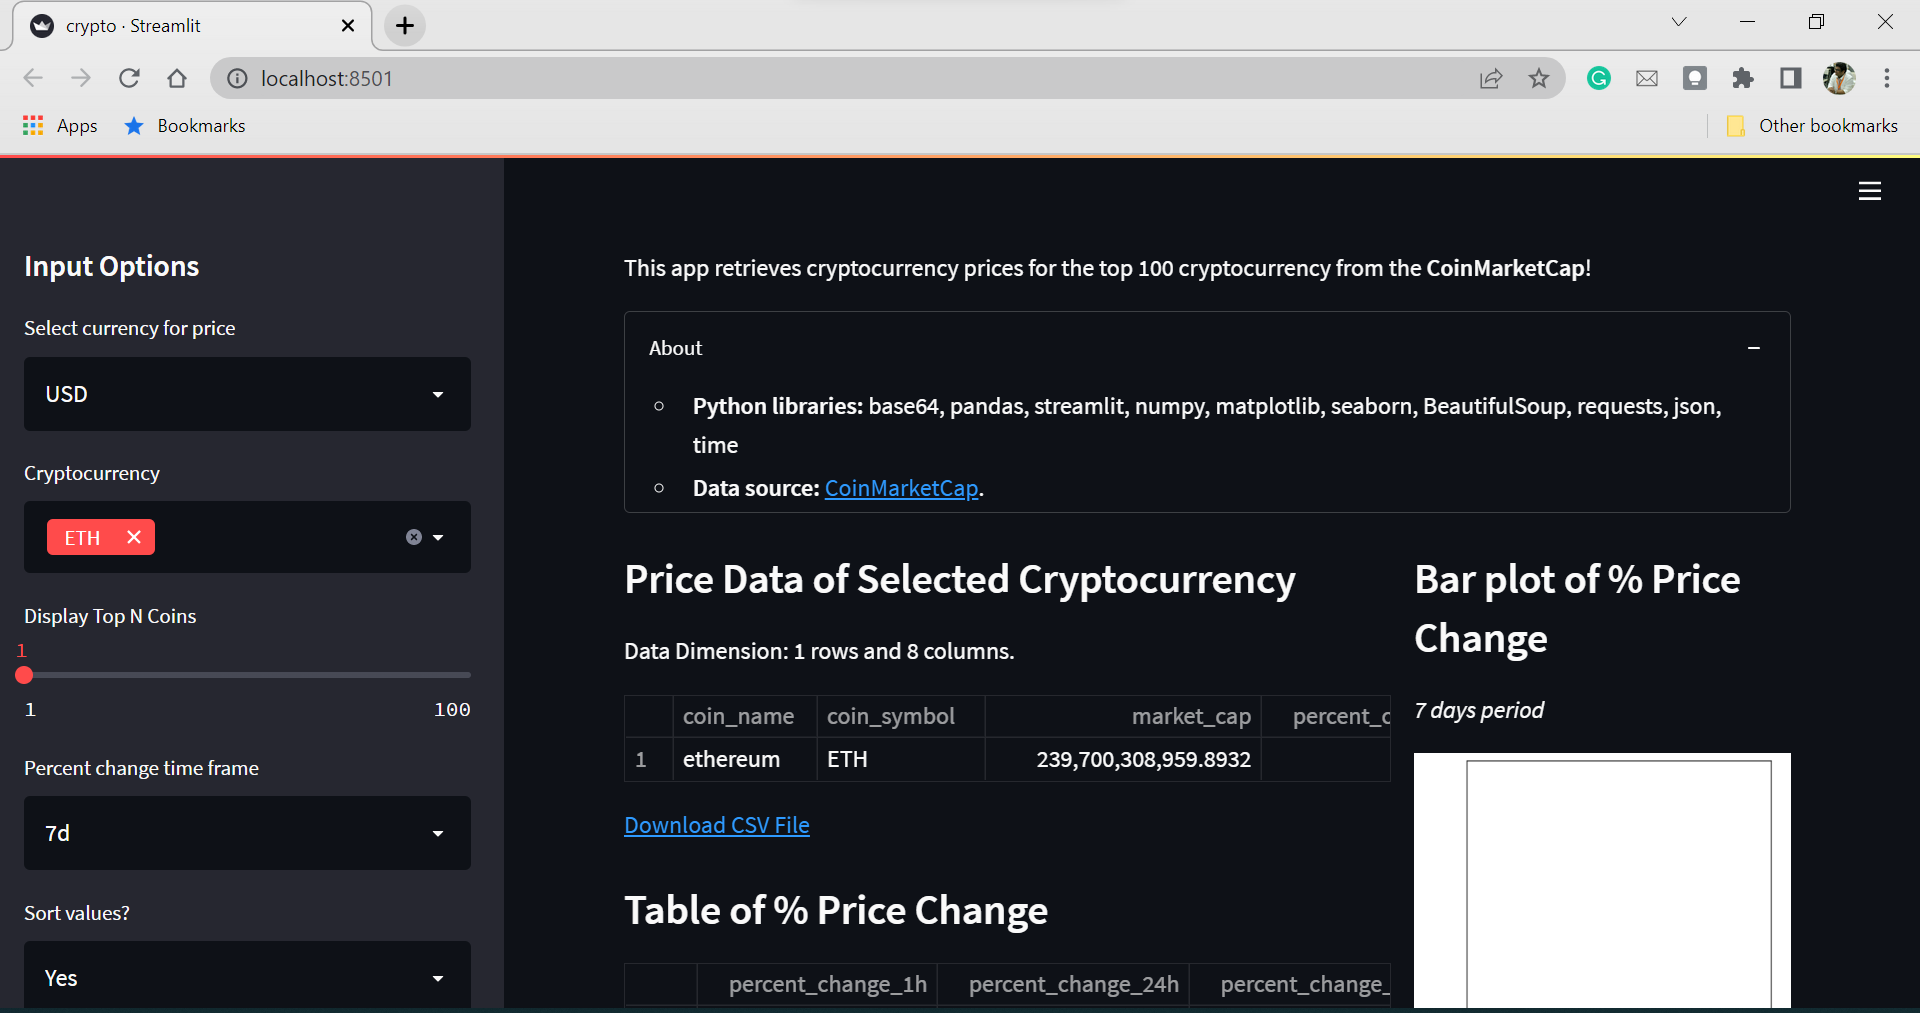 crypto · Streamlit
localhost:8501
Apps
Bookmarks
Other bookmarks
Input Options
Select currency for price
USD
Cryptocurrency
ETH
Display Top N Coins
1
1
100
Percent change time frame
7d
Sort values?
Yes
This app retrieves cryptocurrency prices for the top 100 cryptocurrency from the CoinMarketCap!
About
Python libraries: base64, pandas, streamlit, numpy, matplotlib, seaborn, BeautifulSoup, requests, json,
time
Data source: CoinMarketCap.
Price Data of Selected Cryptocurrency
Data Dimension: 1 rows and 8 columns.
coin_name coin_symbol market_cap percent_c
1 ethereum ETH 239,700,308,959.8932
Download CSV File
Table of % Price Change
percent_change_1h percent_change_24h percent_change_
Bar plot of % Price
Change
7 days period